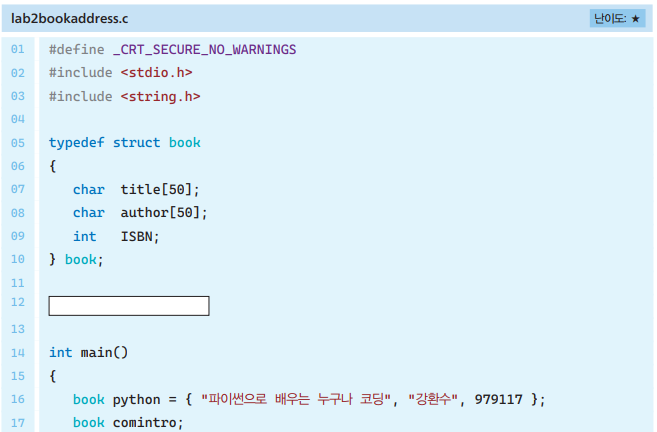 lab2bookaddress.c 난이도: ★
01 #define _CRT_SECURE_NO_WARNINGS
02 #include <stdio.h>
03 #include <string.h>
04
05 typedef struct book
06 {
07 char title[50];
08 char author[50];
09 int ISBN;
10 } book;
11
12
13
14 int main()
15 {
16 book python = { "파이썬으로 배우는 누구나 코딩", "강환수", 979117 };
17 book comintro;